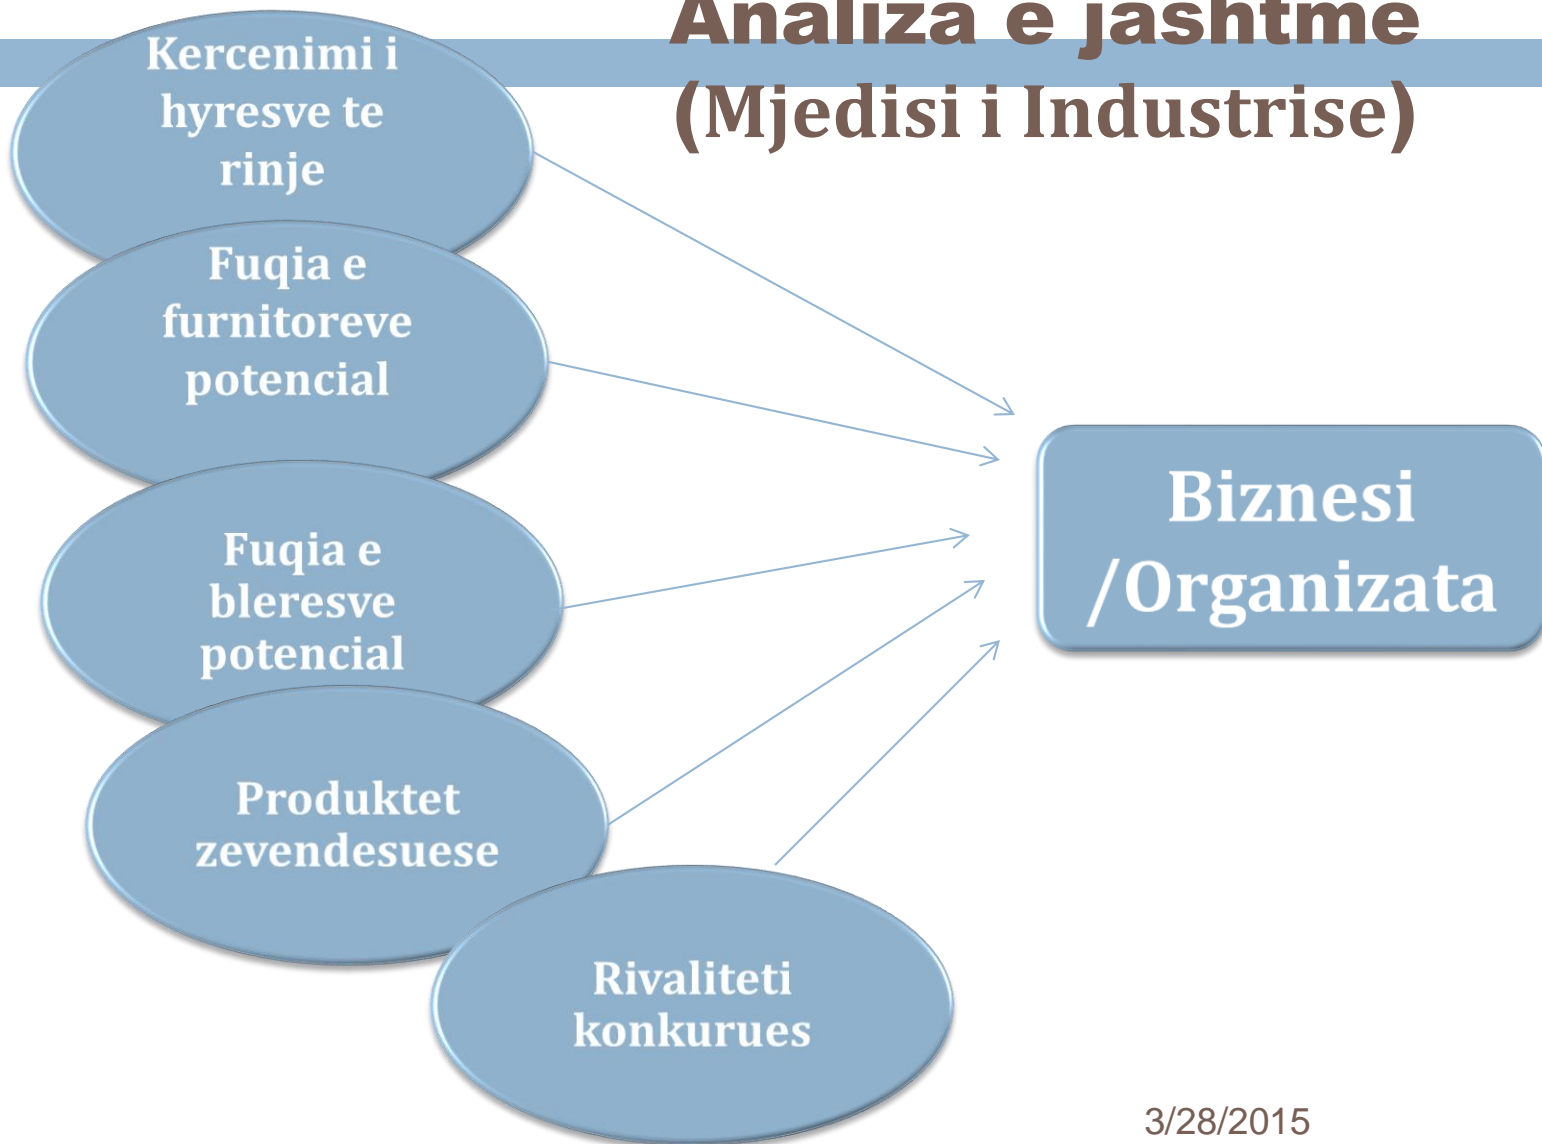 Analiza e jashtme
(Mjedisi i Industrise)
Kercenimi i
hyresve te
rinje
Fuqia e
furnitoreve
potencial
Fuqia e
bleresve
potencial
Produktet
zevendesuese
Rivaliteti
konkurues
Biznesi
/Organizata
3/28/2015